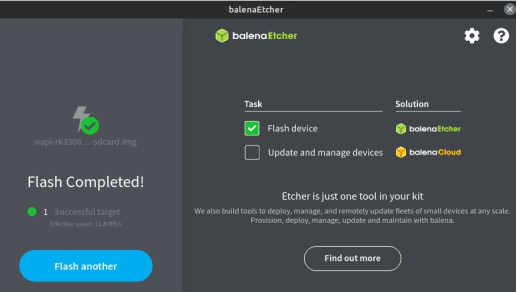 balenaEtcher
balenaEtcher
Task Solution
Flash device balenaEtcher
Update and manage devices balenaCloud
napi-rk3308...-sdcard.img
Flash Completed!
1 Successful target
Effective speed: 21.8 MB/s
Flash another
Etcher is just one tool in your kit
We also build tools to deploy, manage, and remotely update fleets of small devices at any scale.
Provision, deploy, manage, update and maintain with balena.
Find out more